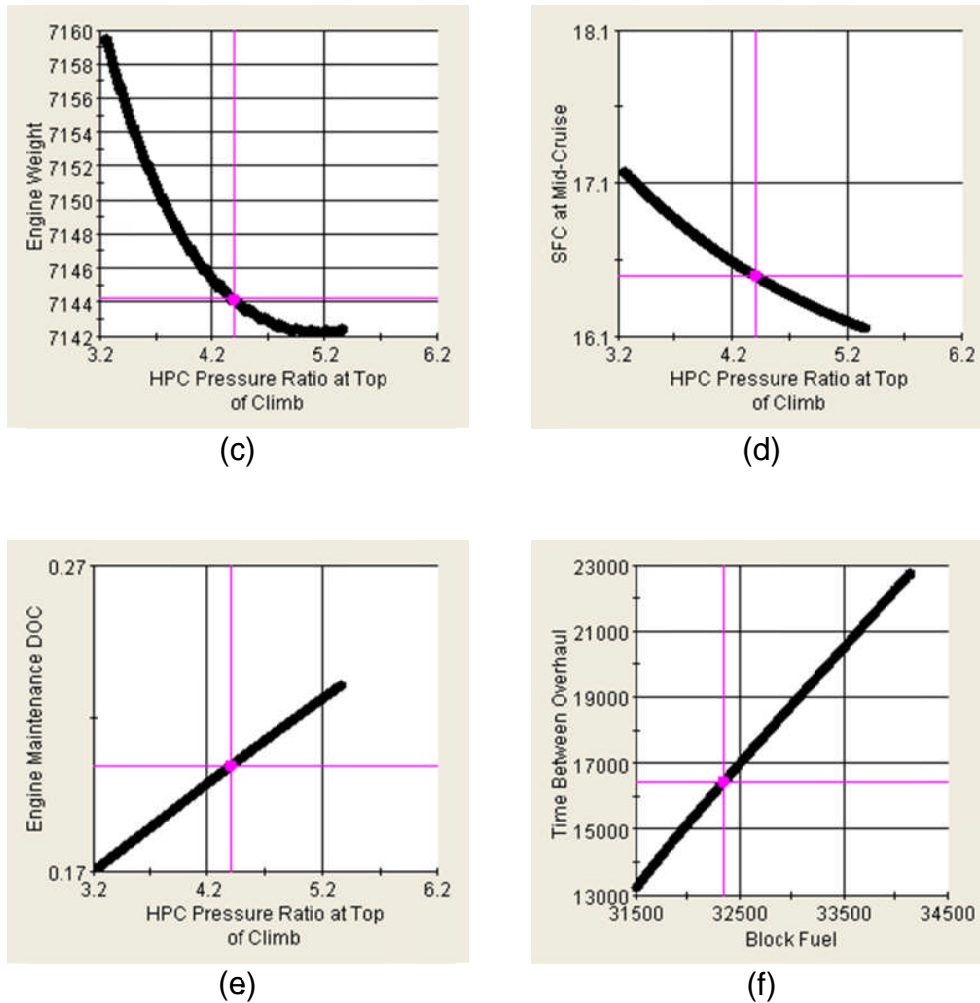 7160
7158
7156
7154
7152
7150
7148
7146
7144
7142
Engine Weight
3.2 4.2 5.2 6.2
HPC Pressure Ratio at Top
of Climb
(c)
18.1
17.1
16.1
SFC at Mid-Cruise
3.2 4.2 5.2 6.2
HPC Pressure Ratio at Top
of Climb
(d)
0.27
0.17
Engine Maintenance DOC
3.2 4.2 5.2 6.2
HPC Pressure Ratio at Top
of Climb
(e)
23000
21000
19000
17000
15000
13000
Time Between Overhaul
31500 32500 33500 34500
Block Fuel
(f)